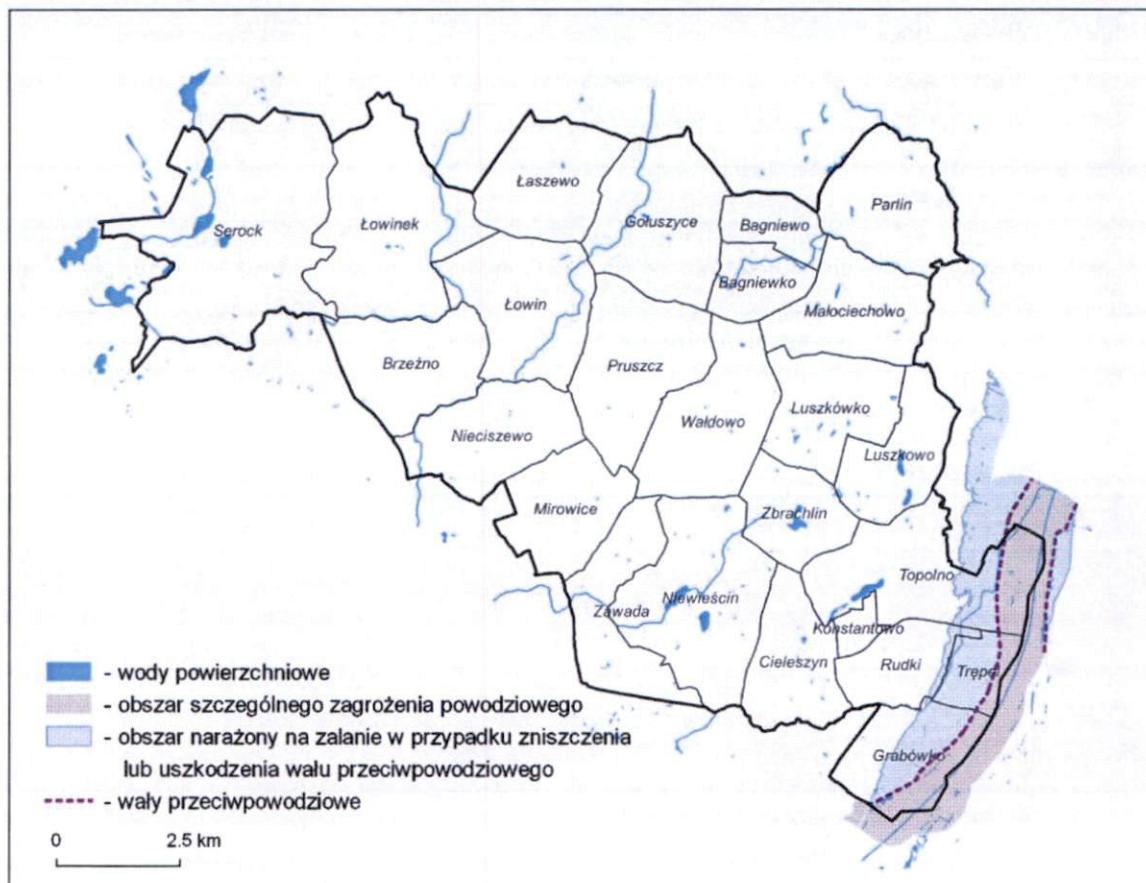 Łaszewo
Parlin
Serock
Łowinek
Gołuszyce
Bagniewo
Bagniewko
Łowin
Małociechowo
Brzeźno
Pruszcz
Luszkówko
Wałdowo
Nieciszewo
Luszkowo
Mirowice
Zbrachlin
Topolno
Zawada
Niewieścin
Konstantowo
Cieleszyn
Rudki
Trępel
Grabówko
- wody powierzchniowe
- obszar szczególnego zagrożenia powodziowego
- obszar narażony na zalanie w przypadku zniszczenia
lub uszkodzenia wału przeciwpowodziowego
- wały przeciwpowodziowe
0 2.5 km